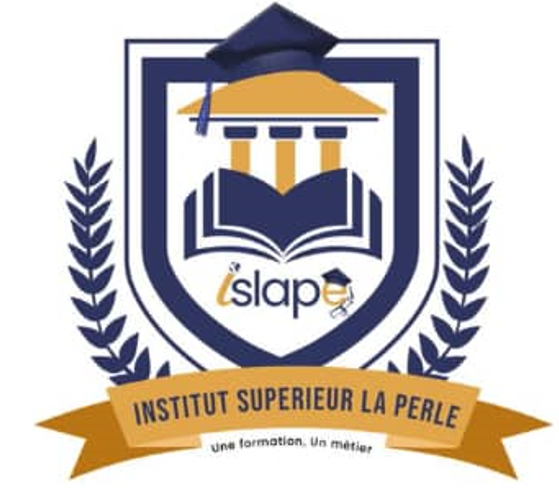 islape
INSTITUT SUPERIEUR LA PERLE
Une formation, Un métier